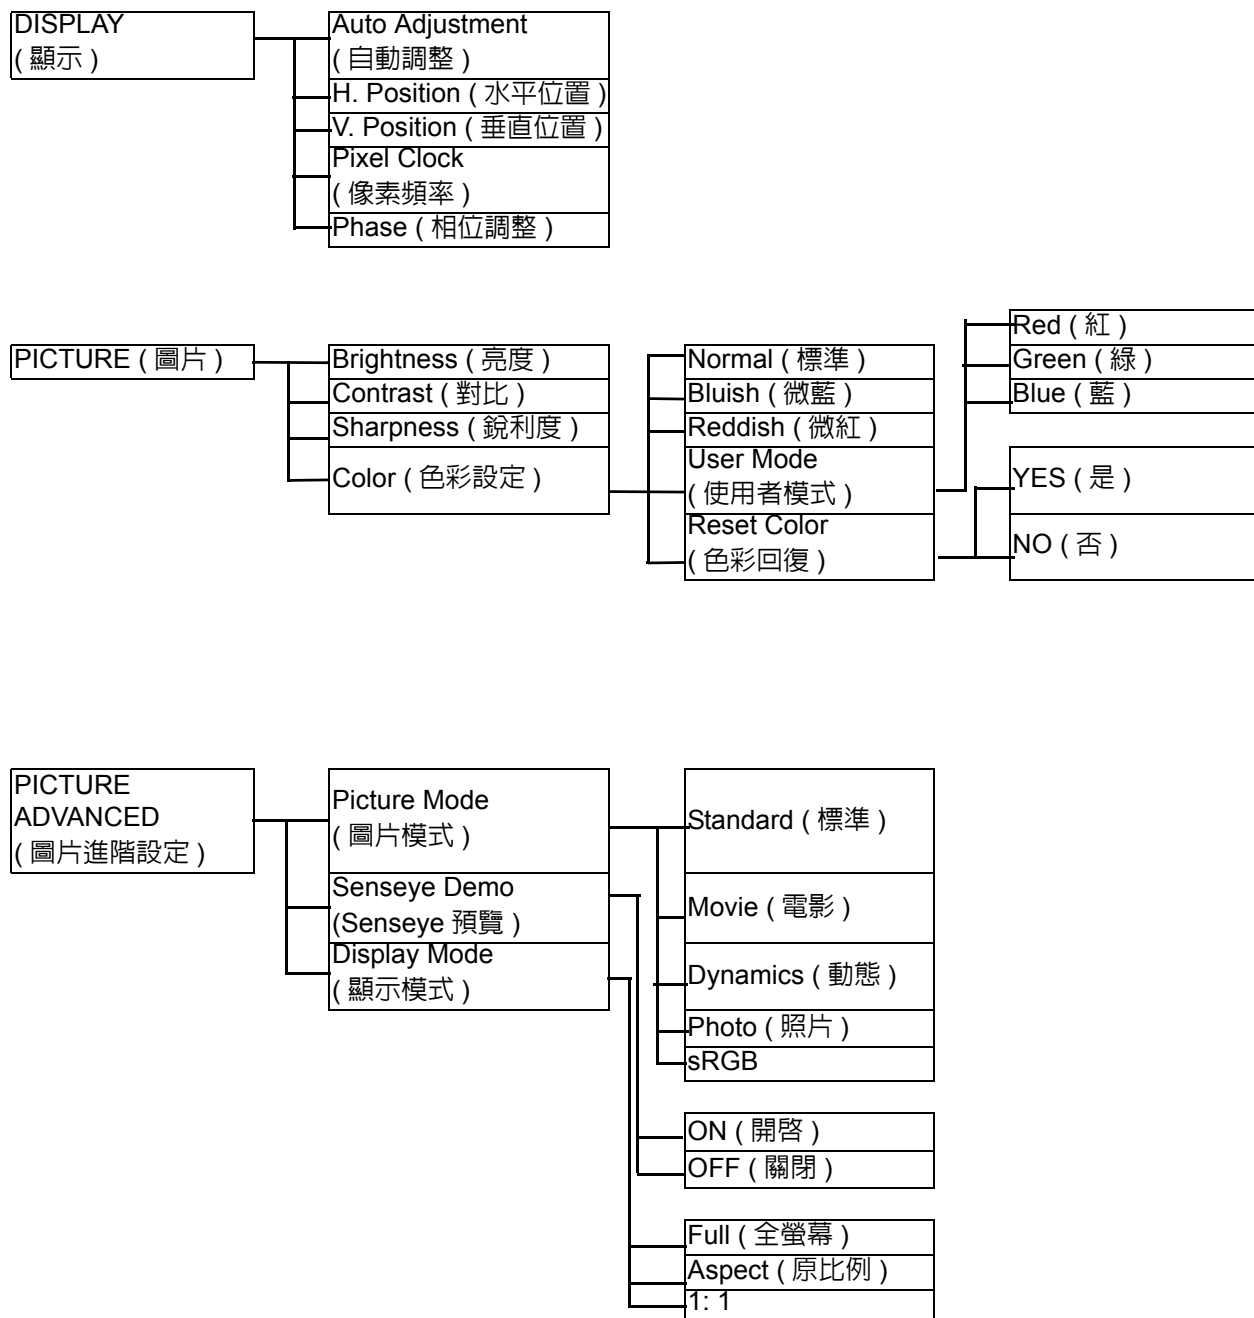 DISPLAY
( 顯示 )
Auto Adjustment
( 自動調整 )
H. Position ( 水平位置 )
V. Position ( 垂直位置 )
Pixel Clock
( 像素頻率 )
Phase ( 相位調整 )
PICTURE ( 圖片 )
Brightness ( 亮度 )
Contrast ( 對比 )
Sharpness ( 銳利度 )
Color ( 色彩設定 )
Normal ( 標準 )
Bluish ( 微藍 )
Reddish ( 微紅 )
User Mode
( 使用者模式 )
Reset Color
( 色彩回復 )
Red ( 紅 )
Green ( 綠 )
Blue ( 藍 )
YES ( 是 )
NO ( 否 )
PICTURE
ADVANCED
( 圖片進階設定 )
Picture Mode
( 圖片模式 )
Senseye Demo
(Senseye 預覽 )
Display Mode
( 顯示模式 )
Standard ( 標準 )
Movie ( 電影 )
Dynamics ( 動態 )
Photo ( 照片 )
sRGB
ON ( 開啓 )
OFF ( 關閉 )
Full ( 全螢幕 )
Aspect ( 原比例 )
1: 1